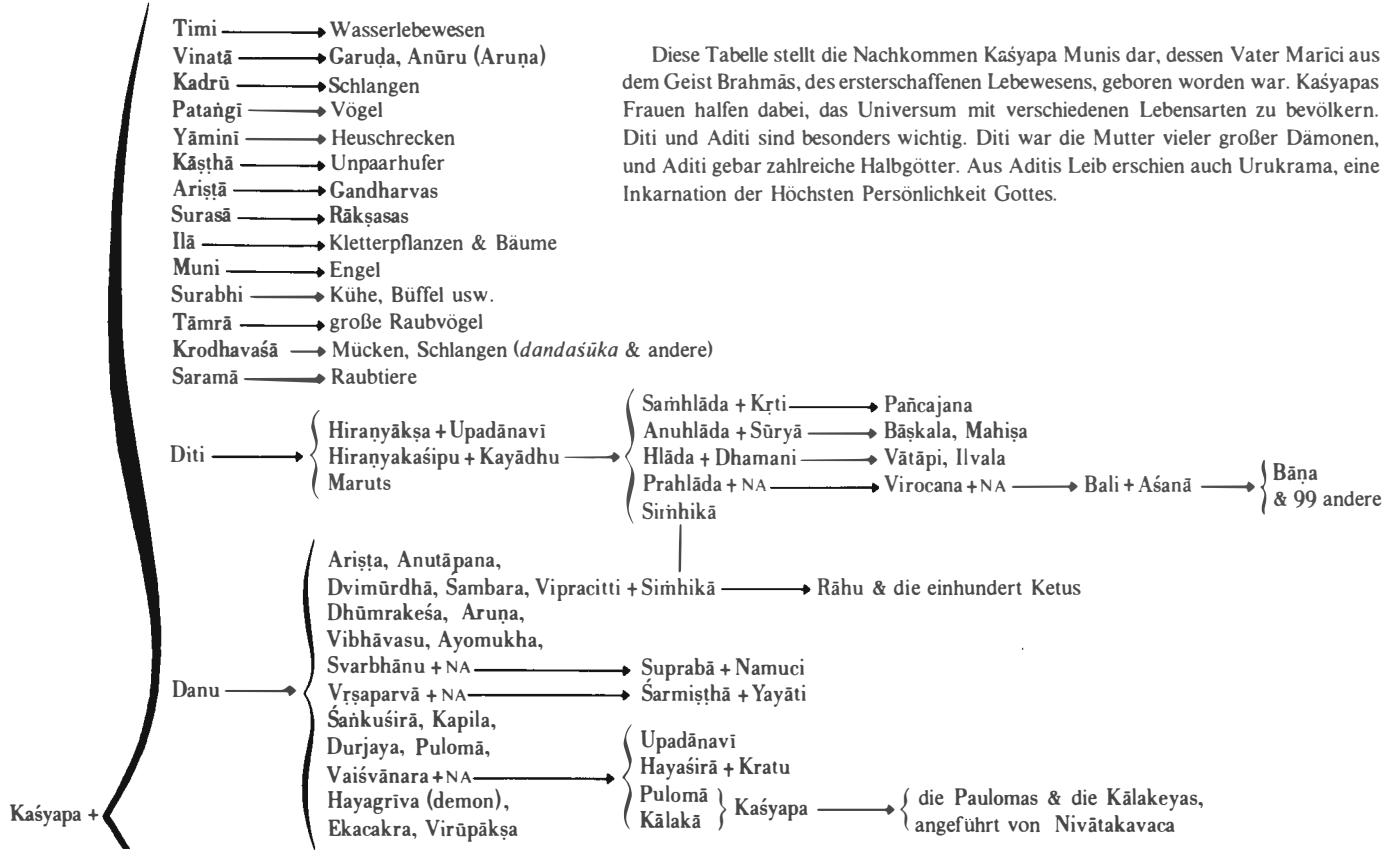 Timi → Wasserlebewesen
Vinatā → Garuḍa, Anūru (Aruṇa)
Kadrū → Schlangen
Pataṅgī → Vögel
Yāminī → Heuschrecken
Kāṣṭhā → Unpaarhufer
Ariṣṭā → Gandharvas
Surasā → Rākṣasas
Ilā → Kletterpflanzen & Bäume
Muni → Engel
Surabhi → Kühe, Büffel usw.
Tāmrā → große Raubvögel
Krodhavaśā → Mücken, Schlangen (dandaśūka & andere)
Saramā → Raubtiere
Diese Tabelle stellt die Nachkommen Kaśyapa Munis dar, dessen Vater Marīci aus
dem Geist Brahmās, des ersterschaffenen Lebewesens, geboren worden war. Kaśyapas
Frauen halfen dabei, das Universum mit verschiedenen Lebensarten zu bevölkern.
Diti und Aditi sind besonders wichtig. Diti war die Mutter vieler großer Dämonen,
und Aditi gebar zahlreiche Halbgötter. Aus Aditis Leib erschien auch Urukrama, eine
Inkarnation der Höchsten Persönlichkeit Gottes.
Diti →
Hiraṇyākṣa + Upadānavī
Hiraṇyakaśipu + Kayādhu →
Maruts
Saṁhlāda + Kṛti → Pañcajana
Anuhlāda + Sūryā → Bāṣkala, Mahiṣa
Hlāda + Dhamani → Vātāpi, Ilvala
Prahlāda + NA → Virocana + NA → Bali + Aśanā → Bāṇa
& 99 andere
Siṁhikā
Danu →
Ariṣṭa, Anutāpana,
Dvimūrdhā, Śambara, Vipracitti + Siṁhikā → Rāhu & die einhundert Ketus
Dhūmrakeśa, Aruṇa,
Vibhāvasu, Ayomukha,
Svarbhānu + NA → Suprabā + Namuci
Vṛṣaparvā + NA → Śarmiṣṭhā + Yayāti
Śaṅkuśirā, Kapila,
Durjaya, Pulomā,
Vaiśvānara + NA →
Hayagrīva (demon),
Ekacakra, Virūpākṣa
Upadānavī
Hayaśirā + Kratu
Pulomā
Kālakā
Kaśyapa →
die Paulomas & die Kālakeyas,
angeführt von Nivātakavaca
Kaśyapa +